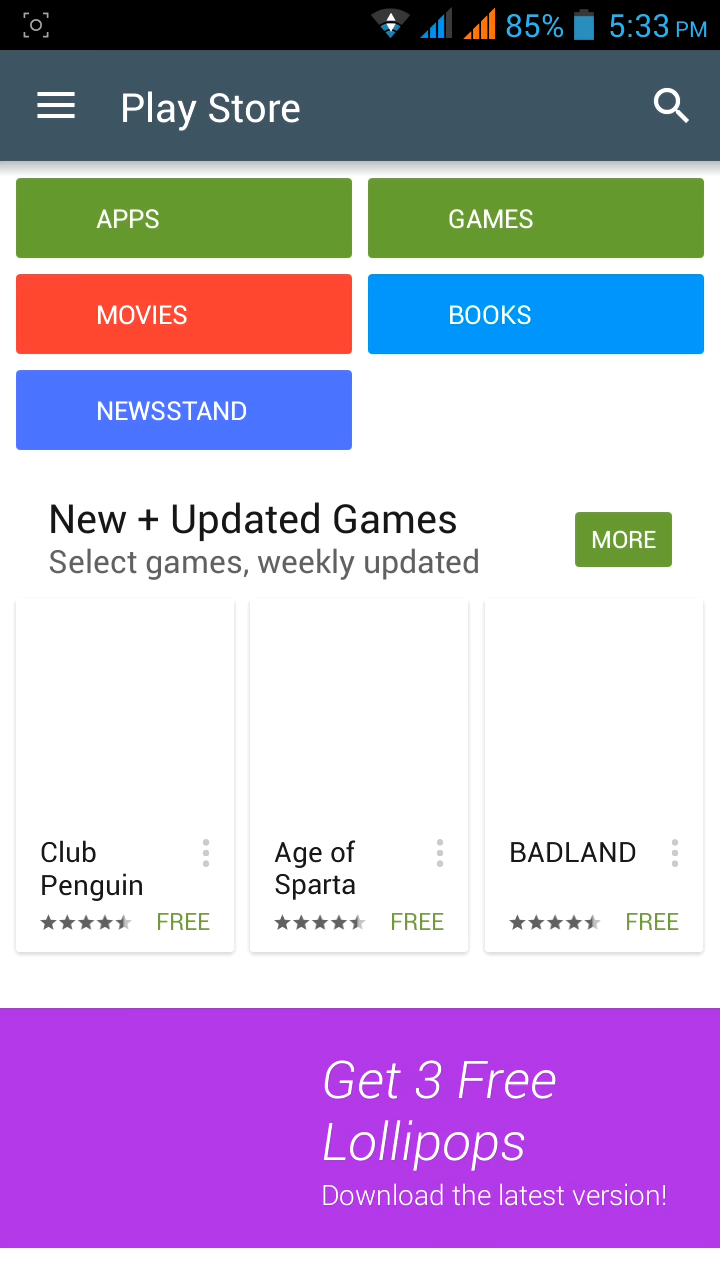 85% 5:33 PM
Play Store
APPS
GAMES
MOVIES
BOOKS
NEWSSTAND
New + Updated Games
Select games, weekly updated
MORE
Club
Penguin
FREE
Age of
Sparta
FREE
BADLAND
FREE
Get 3 Free
Lollipops
Download the latest version!